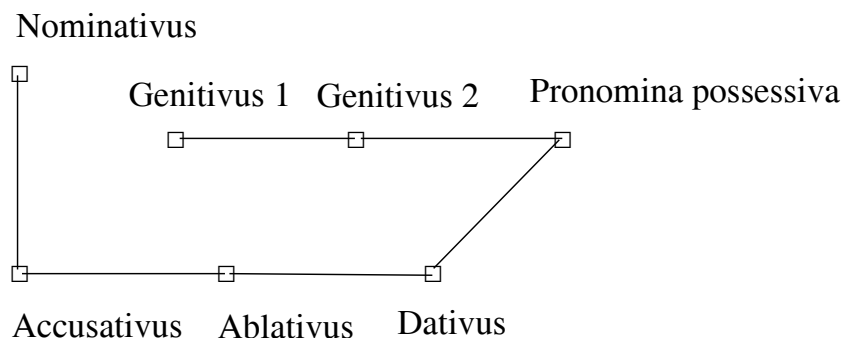 Nominativus
Genitivus 1 Genitivus 2 Pronomina possessiva
Accusativus Ablativus Dativus